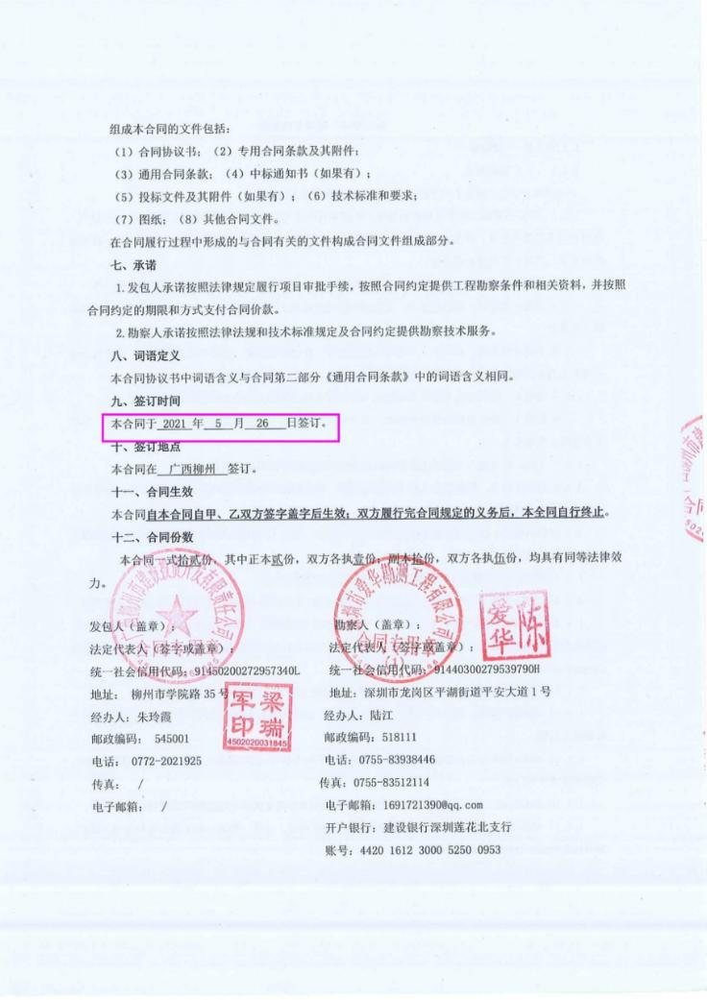 组成本合同的文件包括：
（1）合同协议书；（2）专用合同条款及其附件；
（3）通用合同条款；（4）中标通知书（如果有）；
（5）投标文件及其附件（如果有）；（6）技术标准和要求；
（7）图纸；（8）其他合同文件。
在合同履行过程中形成的与合同有关的文件构成合同文件组成部分。
七、承诺
1.发包人承诺按照法律规定履行项目审批手续，按照合同约定提供工程勘察条件和相关资料，并按照
合同约定的期限和方式支付合同价款。
2.勘察人承诺按照法律法规和技术标准规定及合同约定提供勘察技术服务。
八、词语定义
本合同协议书中词语含义与合同第二部分《通用合同条款》中的词语含义相同。
九、签订时间
本合同于 2021 年 5 月 26 日签订。
十、签订地点
本合同在 广西柳州 签订。
十一、合同生效
本合同自本合同自甲、乙双方签字盖字后生效；双方履行完合同规定的义务后，本全同自行终止。
十二、合同份数
本合同一式拾贰份，其中正本贰份，双方各执壹份；副本拾份，双方各执伍份，均具有同等法律效
力。
发包人（盖章）：
法定代表人（签字或盖章）：
统一社会信用代码：91450200272957340L
地址： 柳州市学院路 35 号
经办人：朱玲霞
邮政编码： 545001
电话： 0772-2021925
传真： /
电子邮箱： /
勘察人（盖章）：
法定代表人（签字或盖章）：
统一社会信用代码：91440300279539790H
地址：深圳市龙岗区平湖街道平安大道 1 号
经办人：陆江
邮政编码：518111
电话：0755-83938446
传真：0755-83512114
电子邮箱：1691721390@qq.com
开户银行：建设银行深圳莲花北支行
账号：4420 1612 3000 5250 0953
合同专用章
梁瑞军印
4502020031845
合同专用章
（1）
陈爱华